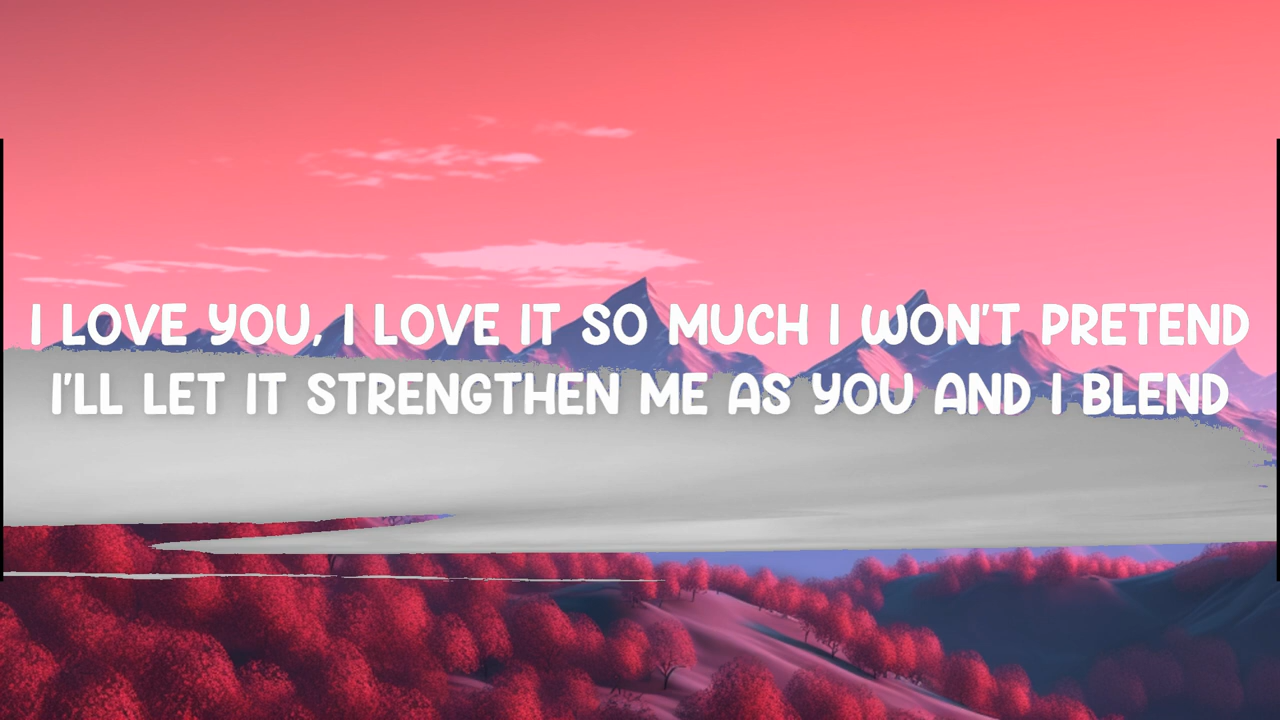 I LOVE YOU, I LOVE IT SO MUCH I WON'T PRETEND
I'LL LET IT STRENGTHEN ME AS YOU AND I BLEND